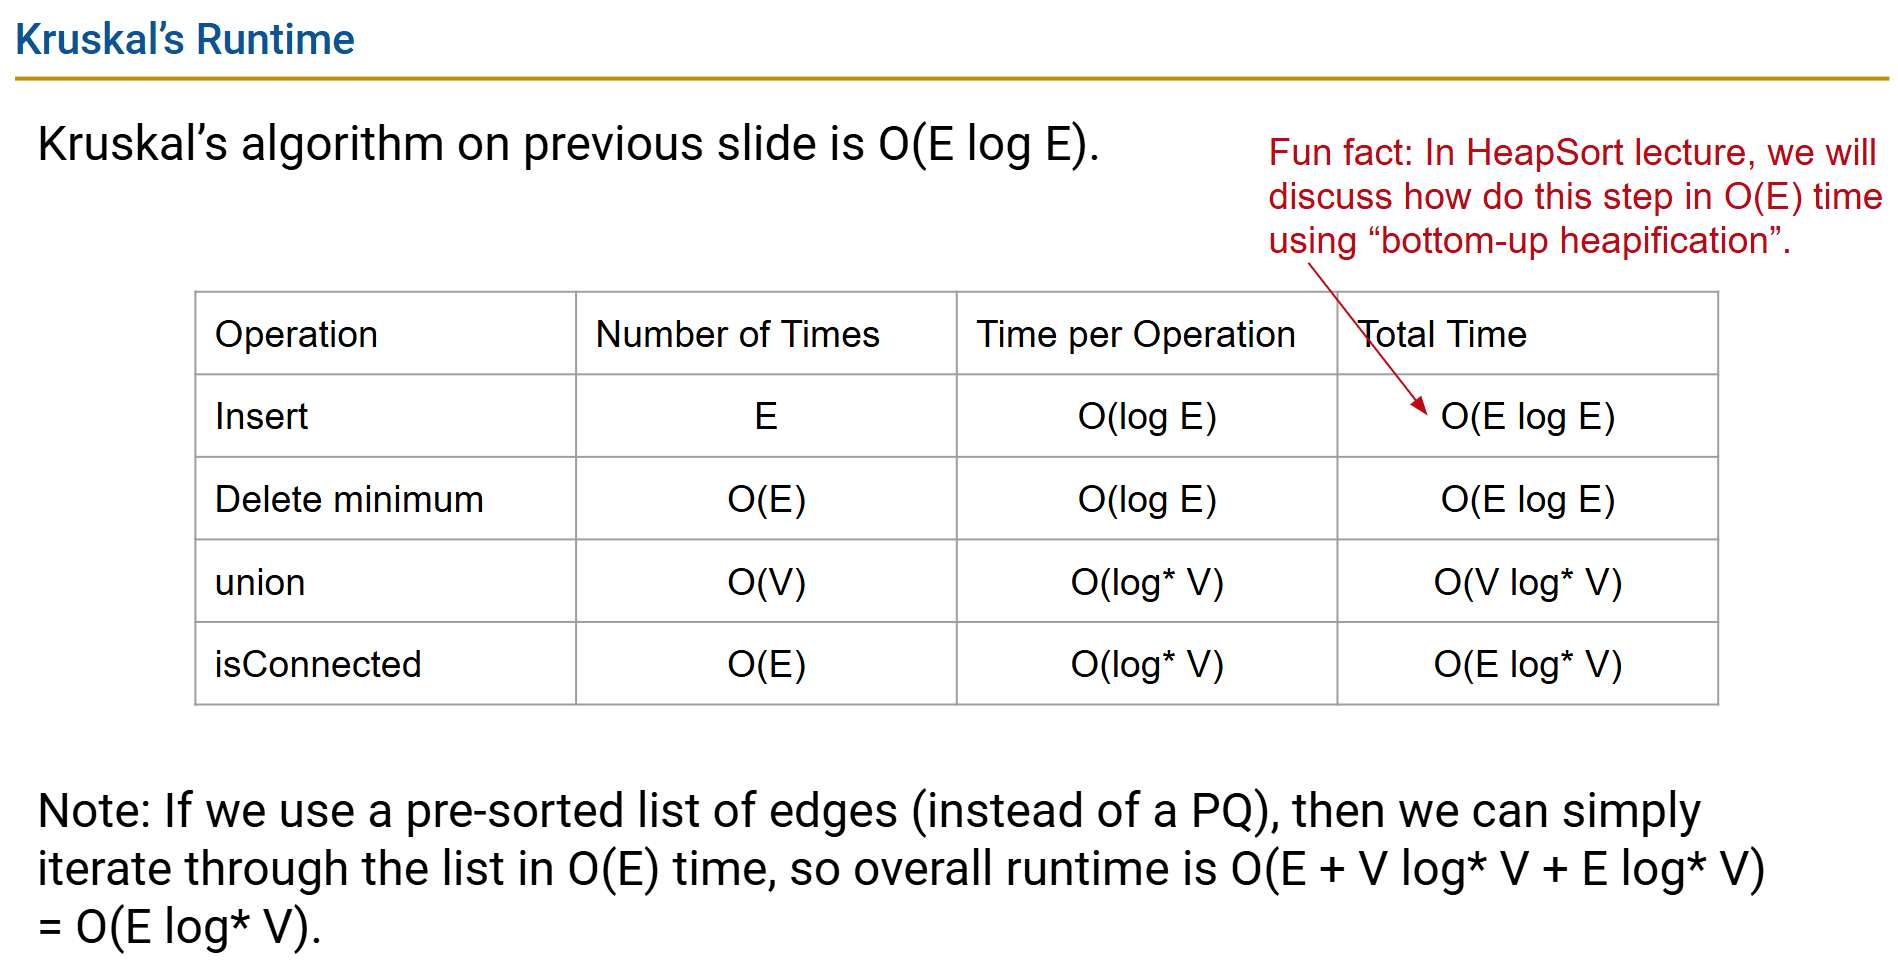 Kruskal's Runtime
Kruskal's algorithm on previous slide is O(E log E).
Fun fact: In HeapSort lecture, we will
discuss how do this step in O(E) time
using “bottom-up heapification”.
Operation Number of Times Time per Operation Total Time
Insert E O(log E) O(E log E)
Delete minimum O(E) O(log E) O(E log E)
union O(V) O(log* V) O(V log* V)
isConnected O(E) O(log* V) O(E log* V)
Note: If we use a pre-sorted list of edges (instead of a PQ), then we can simply
iterate through the list in O(E) time, so overall runtime is O(E + V log* V + E log* V)
= O(E log* V).